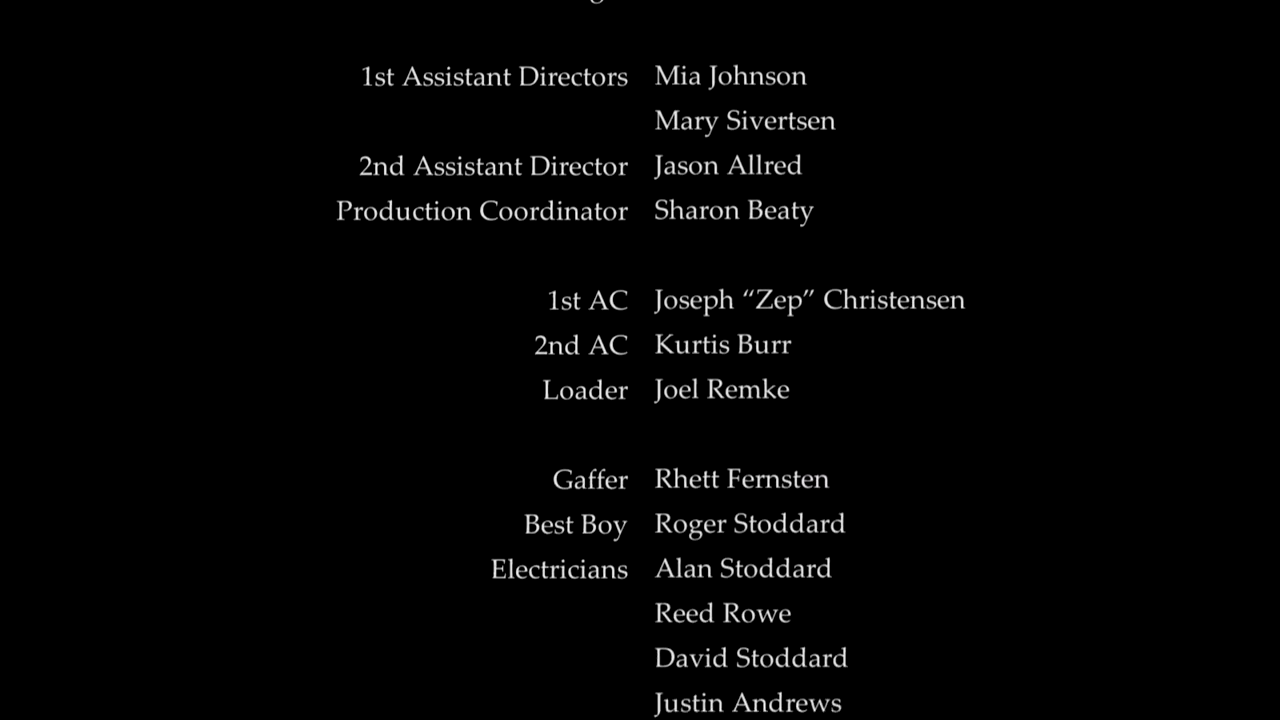 1st Assistant Directors Mia Johnson
Mary Sivertsen
2nd Assistant Director Jason Allred
Production Coordinator Sharon Beaty
1st AC Joseph “Zep” Christensen
2nd AC Kurtis Burr
Loader Joel Remke
Gaffer Rhett Fernsten
Best Boy Roger Stoddard
Electricians Alan Stoddard
Reed Rowe
David Stoddard
Justin Andrews